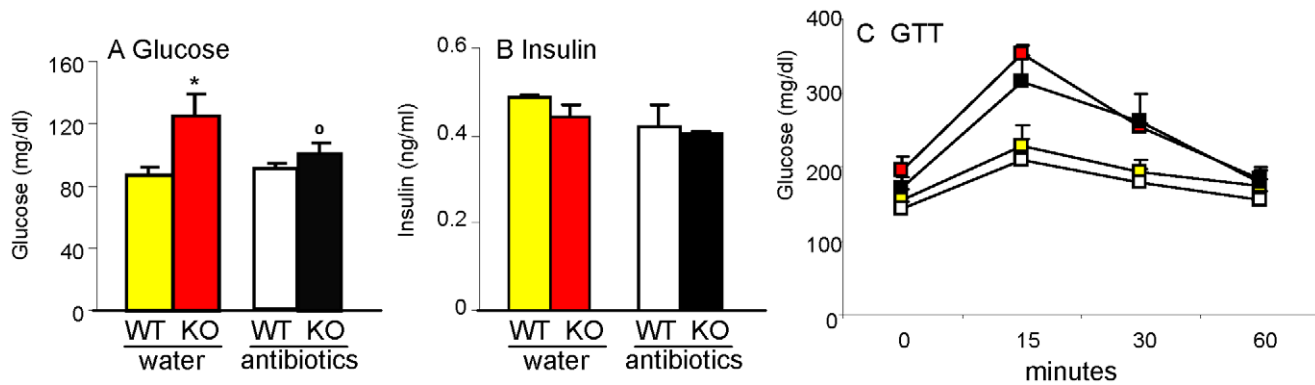 A Glucose
Glucose (mg/dl)
160
120
80
40
0
*
o
WT KO WT KO
water antibiotics
B Insulin
Insulin (ng/ml)
0.6
0.4
0.2
0
WT KO WT KO
water antibiotics
C GTT
Glucose (mg/dl)
400
300
200
100
0
0 15 30 60
minutes